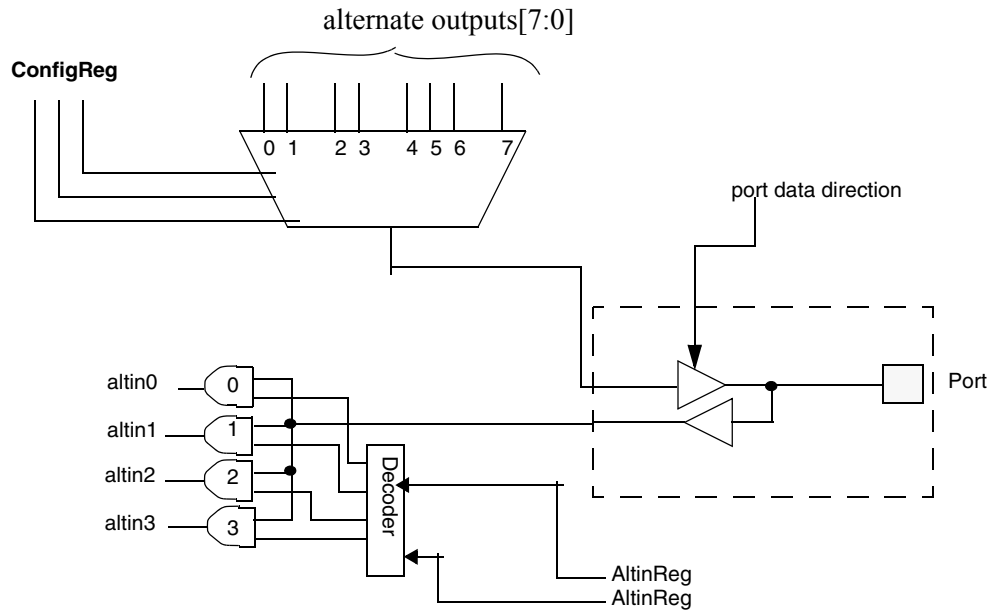 alternate outputs[7:0]
ConfigReg
0 1 2 3 4 5 6 7
port data direction
Port
altin0
0
altin1
1
altin2
2
altin3
3
Decoder
AltinReg
AltinReg